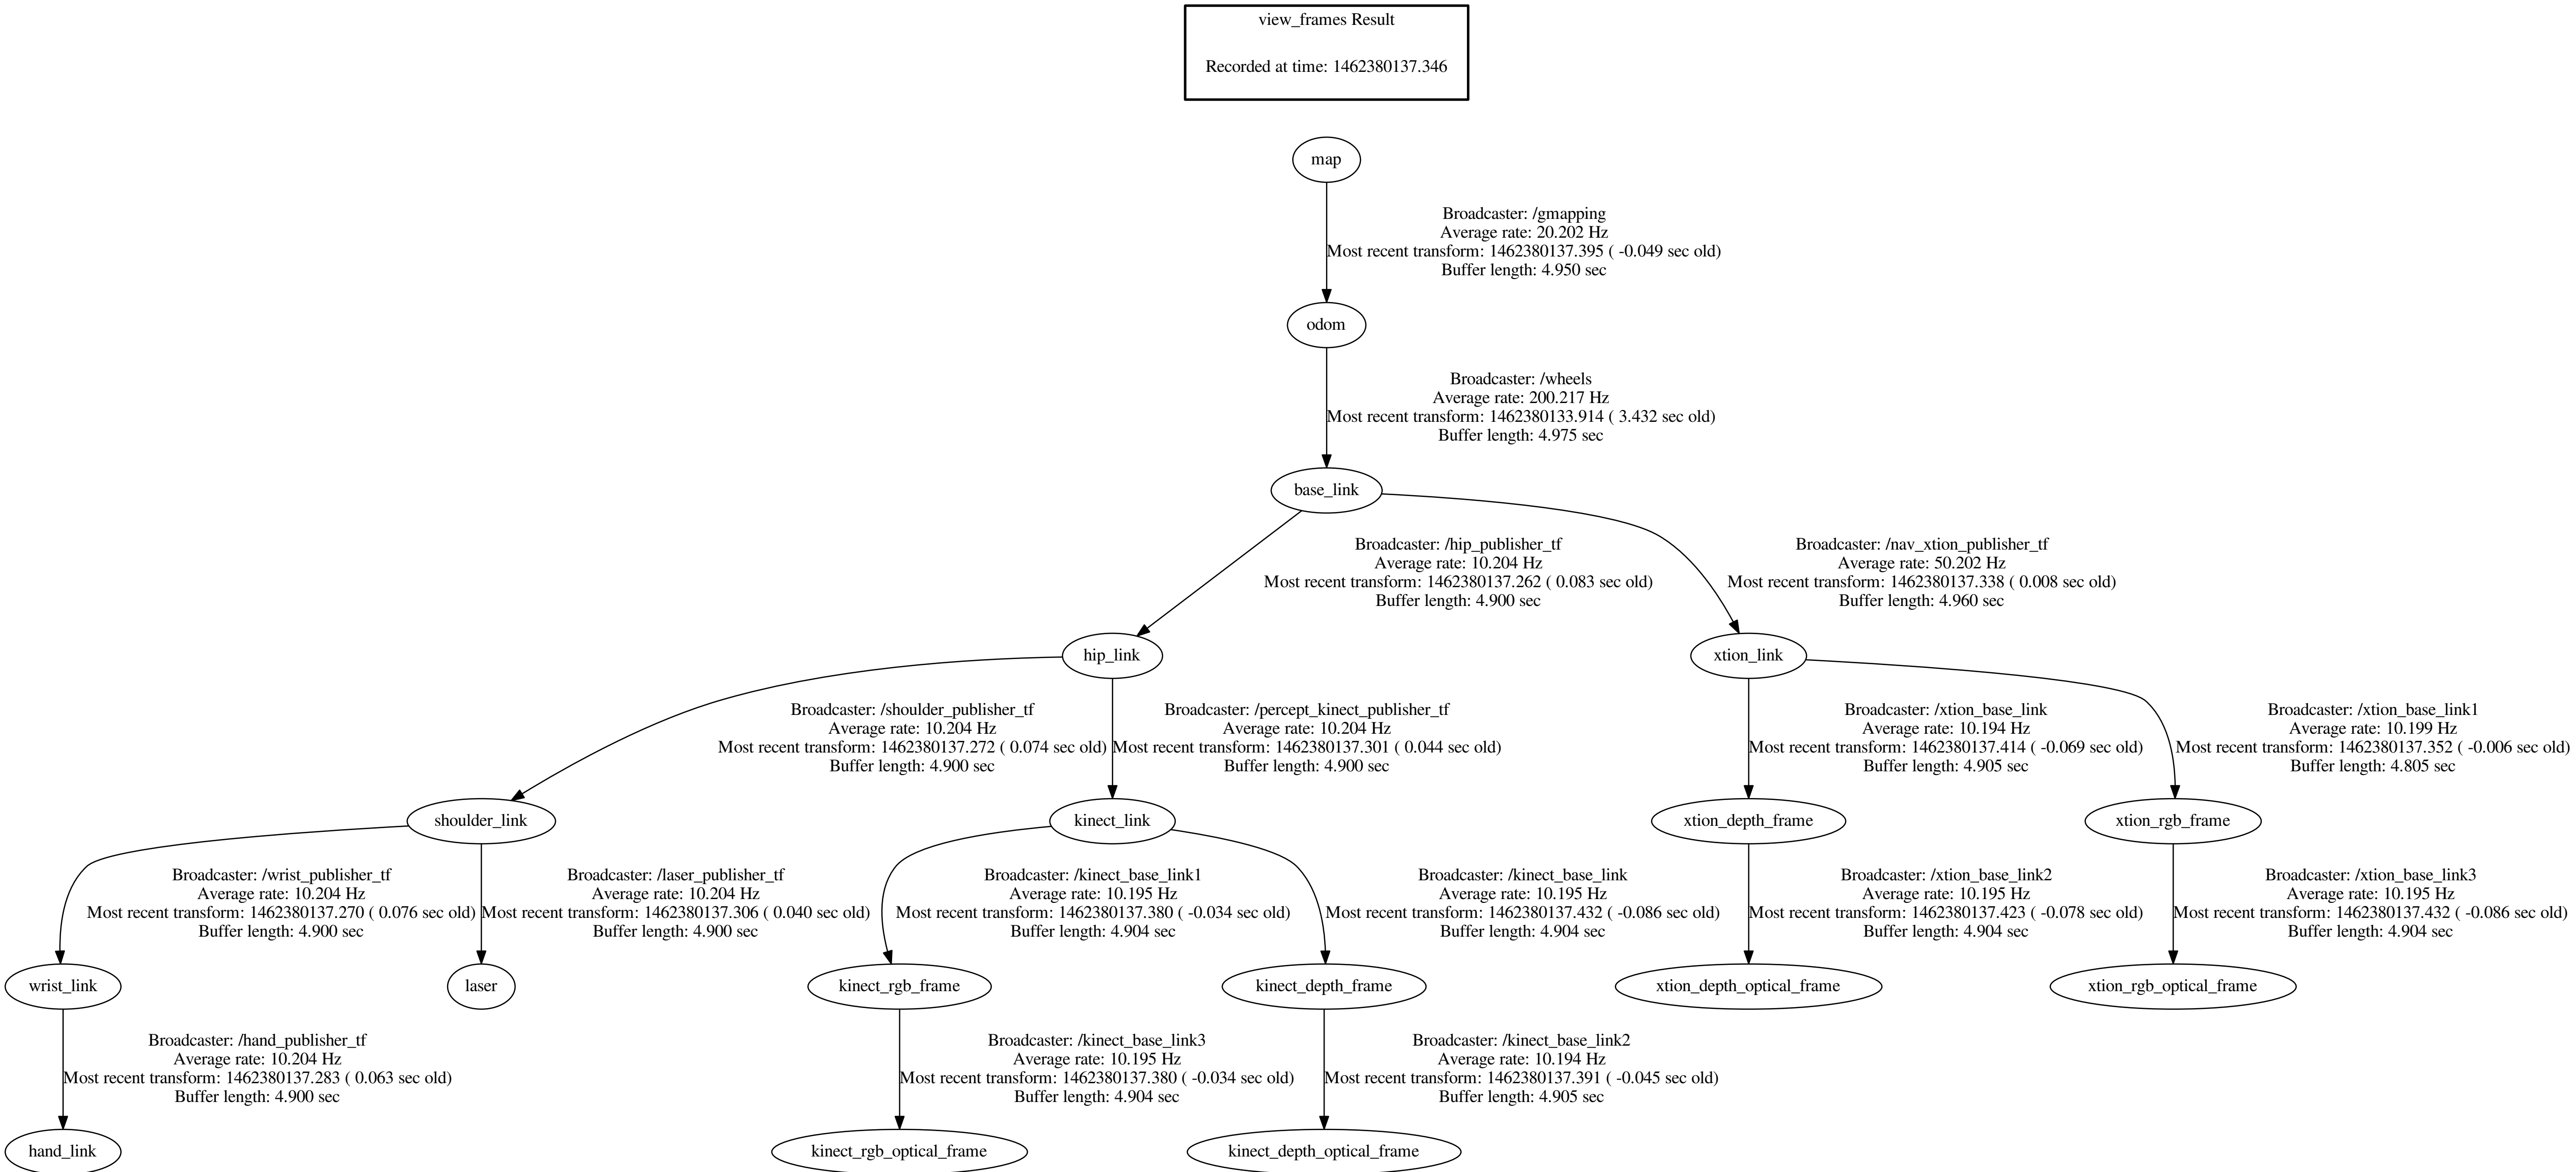 view_frames Result
Recorded at time: 1462380137.346
map
Broadcaster: /gmapping
Average rate: 20.202 Hz
Most recent transform: 1462380137.395 ( -0.049 sec old)
Buffer length: 4.950 sec
odom
Broadcaster: /wheels
Average rate: 200.217 Hz
Most recent transform: 1462380133.914 ( 3.432 sec old)
Buffer length: 4.975 sec
base_link
Broadcaster: /hip_publisher_tf
Average rate: 10.204 Hz
Most recent transform: 1462380137.262 ( 0.083 sec old)
Buffer length: 4.900 sec
Broadcaster: /nav_xtion_publisher_tf
Average rate: 50.202 Hz
Most recent transform: 1462380137.338 ( 0.008 sec old)
Buffer length: 4.960 sec
hip_link
xtion_link
Broadcaster: /shoulder_publisher_tf
Average rate: 10.204 Hz
Most recent transform: 1462380137.272 ( 0.074 sec old)
Buffer length: 4.900 sec
Broadcaster: /percept_kinect_publisher_tf
Average rate: 10.204 Hz
Most recent transform: 1462380137.301 ( 0.044 sec old)
Buffer length: 4.900 sec
Broadcaster: /xtion_base_link
Average rate: 10.194 Hz
Most recent transform: 1462380137.414 ( -0.069 sec old)
Buffer length: 4.905 sec
Broadcaster: /xtion_base_link1
Average rate: 10.199 Hz
Most recent transform: 1462380137.352 ( -0.006 sec old)
Buffer length: 4.805 sec
shoulder_link
kinect_link
xtion_depth_frame
xtion_rgb_frame
Broadcaster: /wrist_publisher_tf
Average rate: 10.204 Hz
Most recent transform: 1462380137.270 ( 0.076 sec old)
Buffer length: 4.900 sec
Broadcaster: /laser_publisher_tf
Average rate: 10.204 Hz
Most recent transform: 1462380137.306 ( 0.040 sec old)
Buffer length: 4.900 sec
Broadcaster: /kinect_base_link1
Average rate: 10.195 Hz
Most recent transform: 1462380137.380 ( -0.034 sec old)
Buffer length: 4.904 sec
Broadcaster: /kinect_base_link
Average rate: 10.195 Hz
Most recent transform: 1462380137.432 ( -0.086 sec old)
Buffer length: 4.904 sec
Broadcaster: /xtion_base_link2
Average rate: 10.195 Hz
Most recent transform: 1462380137.423 ( -0.078 sec old)
Buffer length: 4.904 sec
Broadcaster: /xtion_base_link3
Average rate: 10.195 Hz
Most recent transform: 1462380137.432 ( -0.086 sec old)
Buffer length: 4.904 sec
wrist_link
laser
kinect_rgb_frame
kinect_depth_frame
xtion_depth_optical_frame
xtion_rgb_optical_frame
Broadcaster: /hand_publisher_tf
Average rate: 10.204 Hz
Most recent transform: 1462380137.283 ( 0.063 sec old)
Buffer length: 4.900 sec
Broadcaster: /kinect_base_link3
Average rate: 10.195 Hz
Most recent transform: 1462380137.380 ( -0.034 sec old)
Buffer length: 4.904 sec
Broadcaster: /kinect_base_link2
Average rate: 10.194 Hz
Most recent transform: 1462380137.391 ( -0.045 sec old)
Buffer length: 4.905 sec
hand_link
kinect_rgb_optical_frame
kinect_depth_optical_frame